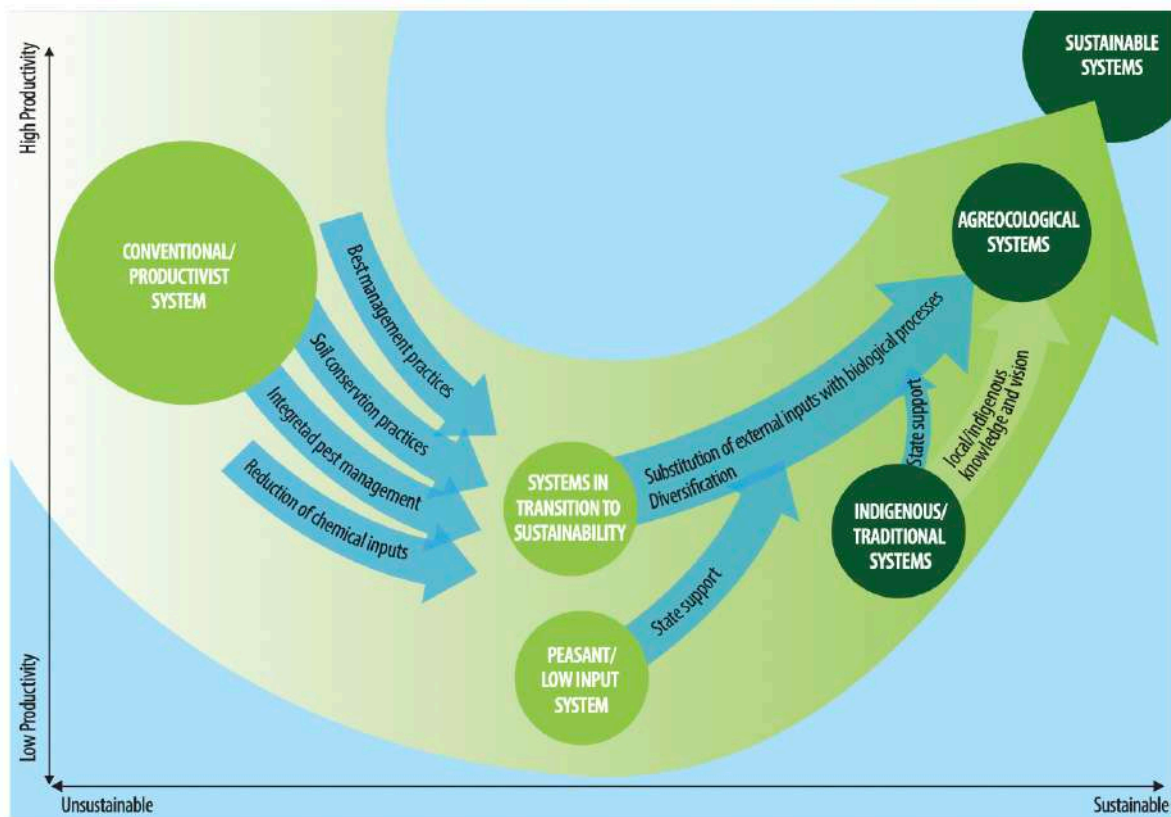 High Productivity
Low Productivity
Unsustainable
Sustainable
SUSTAINABLE
SYSTEMS
CONVENTIONAL/
PRODUCTIVIST
SYSTEM
AGREOCOLOGICAL
SYSTEMS
Best management practices
Soil conservtion practices
Integretad pest management
Reduction of chemical inputs
SYSTEMS IN
TRANSITION TO
SUSTAINABILITY
Substitution of external inputs with biological processes
Diversification
State support
local/indigenous
knowledge and vision
INDIGENOUS/
TRADITIONAL
SYSTEMS
State support
PEASANT/
LOW INPUT
SYSTEM